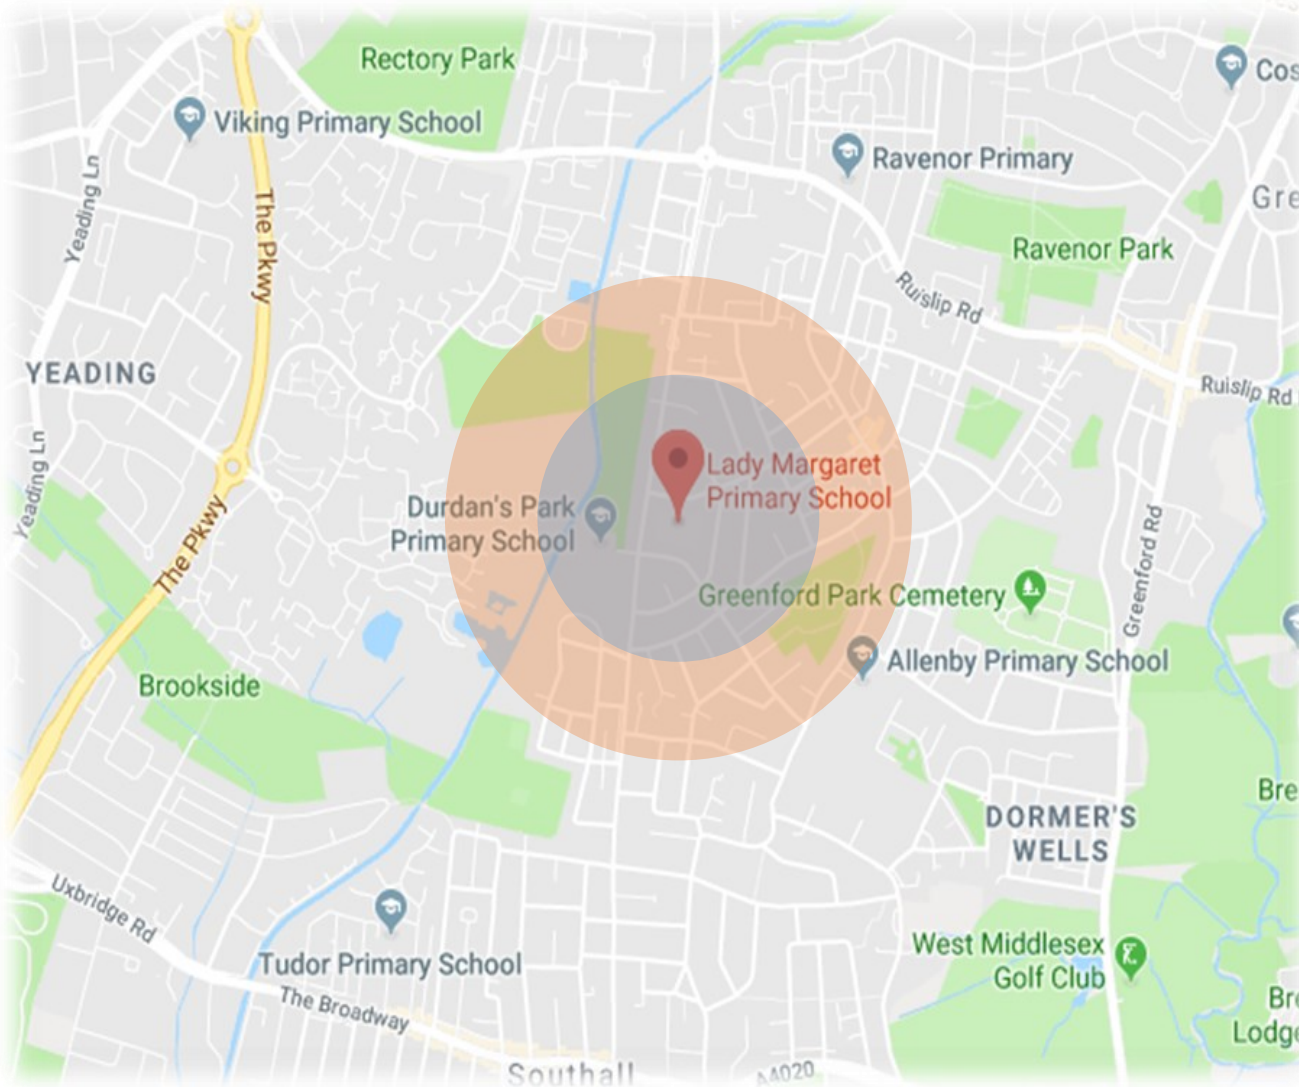 Rectory Park
Cos
Viking Primary School
Ravenor Primary
Yeading Ln
The Pkwy
Gre
Ravenor Park
Ruislip Rd
YEADING
Ruislip Rd
Lady Margaret
Primary School
Yeading Ln
Durdan's Park
Primary School
The Pkwy
Greenford Rd
Greenford Park Cemetery
Allenby Primary School
Brookside
Bre
DORMER'S
WELLS
Uxbridge Rd
West Middlesex
Golf Club
Tudor Primary School
Bre
Lodge
The Broadway
Southall
A4020